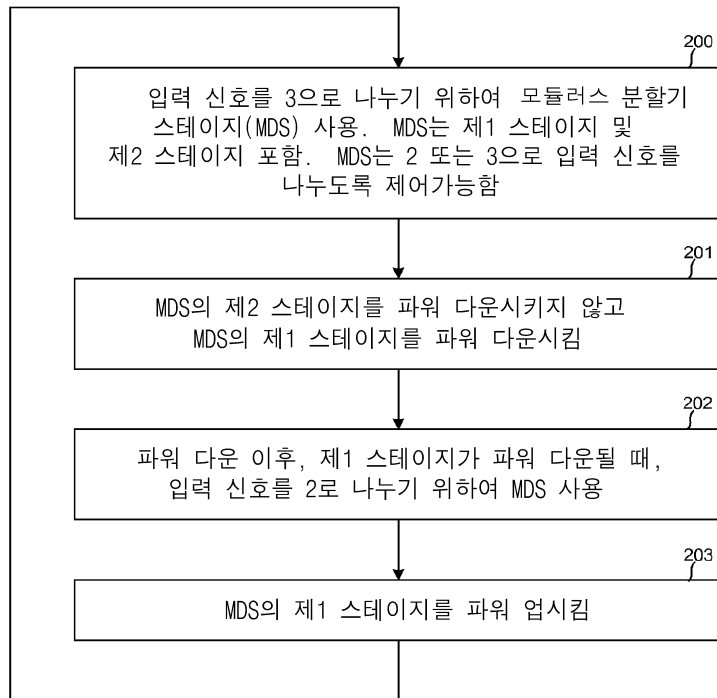 200
입력 신호를 3으로 나누기 위하여 모듈러스 분할기
스테이지(MDS) 사용. MDS는 제1 스테이지 및
제2 스테이지 포함. MDS는 2 또는 3으로 입력 신호를
나누도록 제어가능함
201
MDS의 제2 스테이지를 파워 다운시키지 않고
MDS의 제1 스테이지를 파워 다운시킴
202
파워 다운 이후, 제1 스테이지가 파워 다운될 때,
입력 신호를 2로 나누기 위하여 MDS 사용
203
MDS의 제1 스테이지를 파워 업시킴